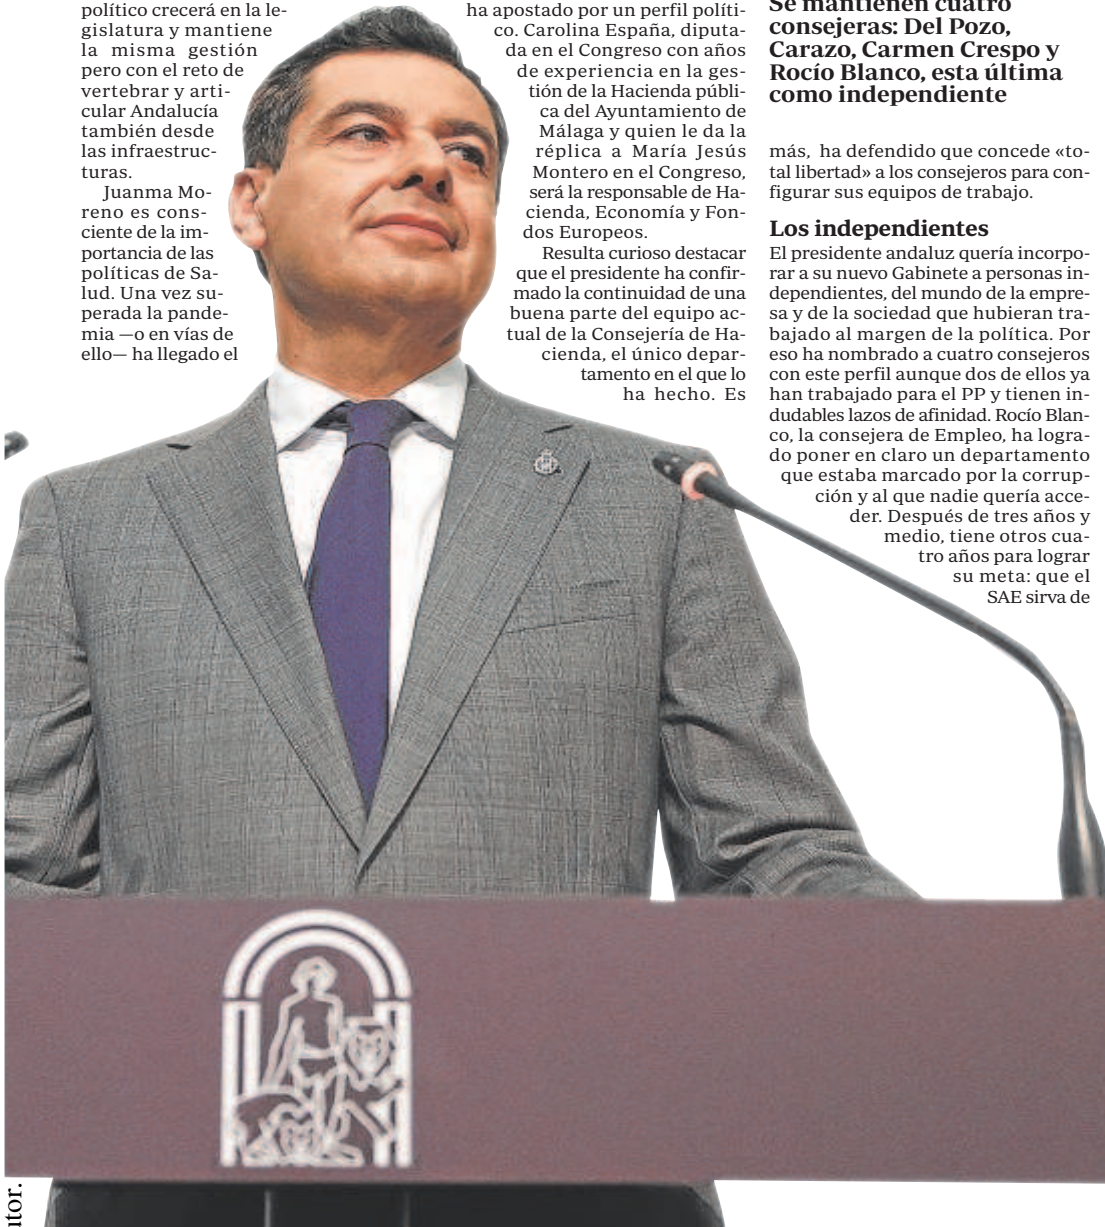 político crecerá en la le-
gislatura y mantiene
la misma gestión
pero con el reto de
vertebrar y arti-
cular Andalucía
también desde
las infraestruc-
turas.
Juanma Mo-
reno es cons-
ciente de la im-
portancia de las
políticas de Sa-
lud. Una vez su-
perada la pande-
mia —o en vías de
ello— ha llegado el
ha apostado por un perfil políti-
co. Carolina España, diputa-
da en el Congreso con años
de experiencia en la ges-
tión de la Hacienda públi-
ca del Ayuntamiento de
Málaga y quien le da la
réplica a María Jesús
Montero en el Congreso,
será la responsable de Ha-
cienda, Economía y Fon-
dos Europeos.
Resulta curioso destacar
que el presidente ha confir-
mado la continuidad de una
buena parte del equipo ac-
tual de la Consejería de Ha-
cienda, el único depar-
tamento en el que lo
ha hecho. Es
Se mantienen cuatro
consejeras: Del Pozo,
Carazo, Carmen Crespo y
Rocío Blanco, esta última
como independiente
más, ha defendido que concede «to-
tal libertad» a los consejeros para con-
figurar sus equipos de trabajo.
Los independientes
El presidente andaluz quería incorpo-
rar a su nuevo Gabinete a personas in-
dependientes, del mundo de la empre-
sa y de la sociedad que hubieran tra-
bajado al margen de la política. Por
eso ha nombrado a cuatro consejeros
con este perfil aunque dos de ellos ya
han trabajado para el PP y tienen in-
dudables lazos de afinidad. Rocío Blan-
co, la consejera de Empleo, ha logra-
do poner en claro un departamento
que estaba marcado por la corrup-
ción y al que nadie quería acce-
der. Después de tres años y
medio, tiene otros cua-
tro años para lograr
su meta: que el
SAE sirva de